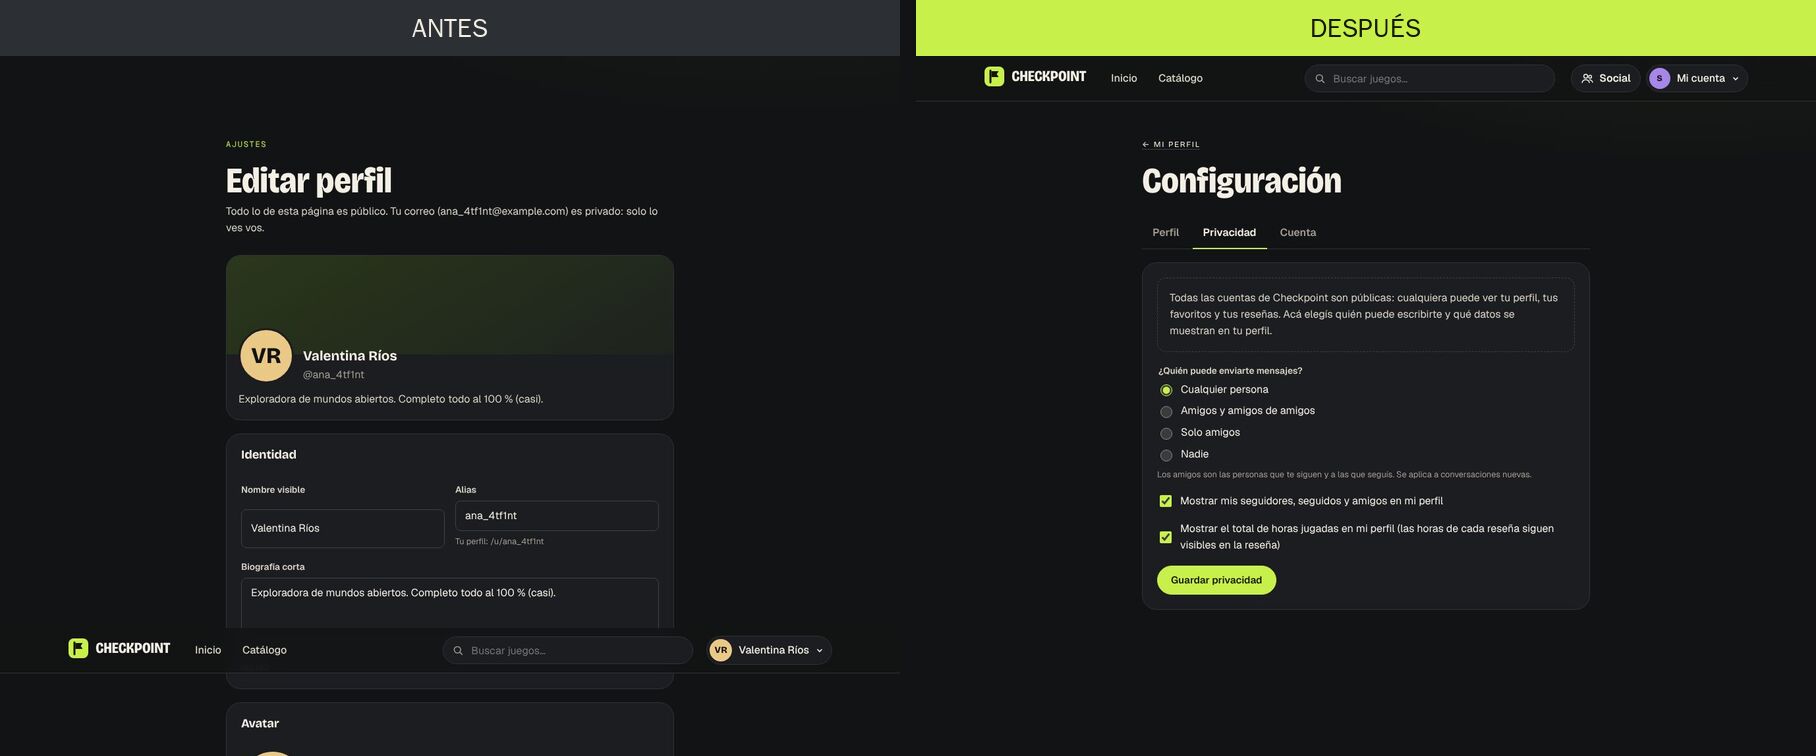 ANTES
AJUSTES
Editar perfil
Todo lo de esta página es público. Tu correo (ana_4tf1nt@example.com) es privado: solo lo
ves vos.
VR
Valentina Ríos
@ana_4tf1nt
Exploradora de mundos abiertos. Completo todo al 100 % (casi).
Identidad
Nombre visible
Alias
Valentina Ríos
ana_4tf1nt
Tu perfil: /u/ana_4tf1nt
Biografía corta
Exploradora de mundos abiertos. Completo todo al 100 % (casi).
CHECKPOINT
Inicio
Catálogo
Buscar juegos...
VR
Valentina Ríos
Avatar
DESPUÉS
CHECKPOINT
Inicio
Catálogo
Buscar juegos...
Social
S
Mi cuenta
← MI PERFIL
Configuración
Perfil
Privacidad
Cuenta
Todas las cuentas de Checkpoint son públicas: cualquiera puede ver tu perfil, tus
favoritos y tus reseñas. Acá elegís quién puede escribirte y qué datos se
muestran en tu perfil.
¿Quién puede enviarte mensajes?
Cualquier persona
Amigos y amigos de amigos
Solo amigos
Nadie
Los amigos son las personas que te siguen y a las que seguís. Se aplica a conversaciones nuevas.
Mostrar mis seguidores, seguidos y amigos en mi perfil
Mostrar el total de horas jugadas en mi perfil (las horas de cada reseña siguen
visibles en la reseña)
Guardar privacidad